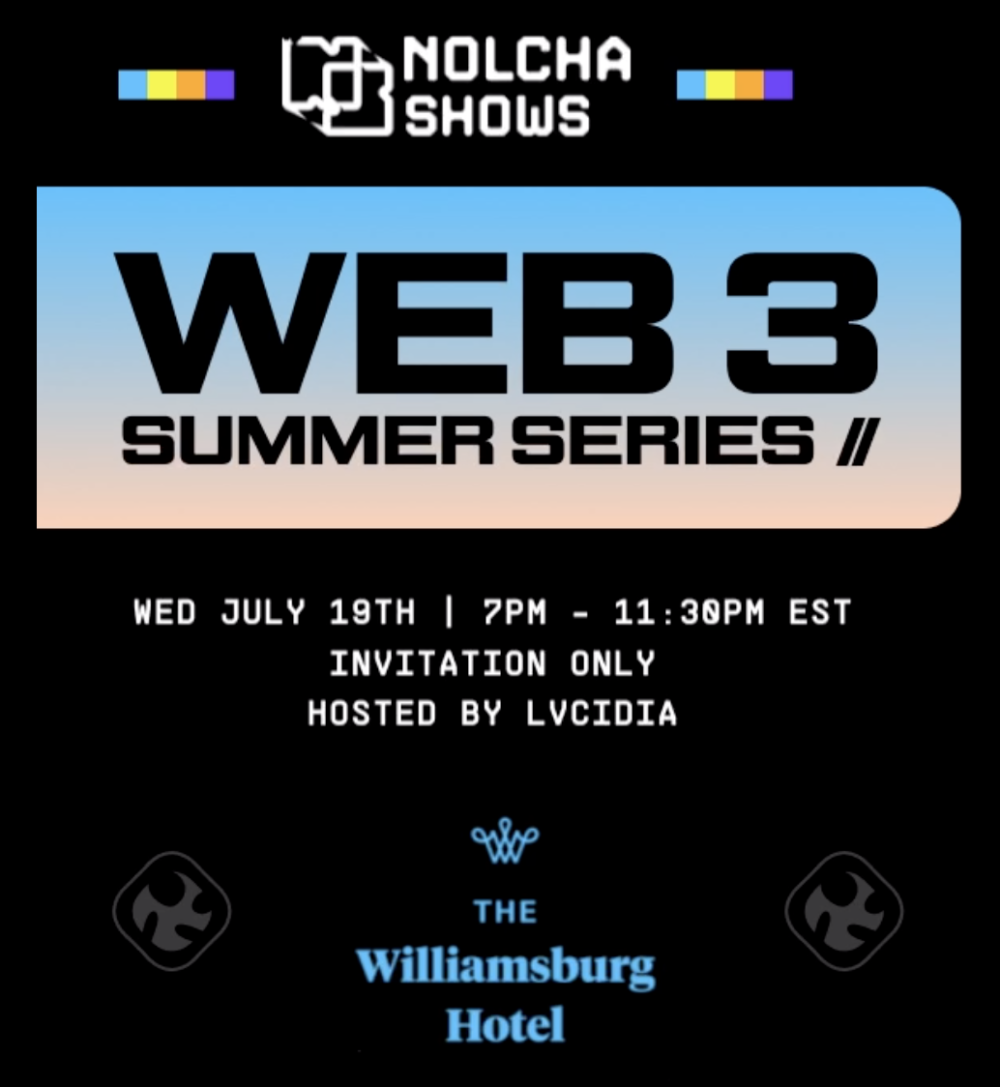 NOLCHA
SHOWS
WEB 3
SUMMER SERIES //
WED JULY 19TH | 7PM - 11:30PM EST
INVITATION ONLY
HOSTED BY LVCIDIA
THE
Williamsburg
Hotel